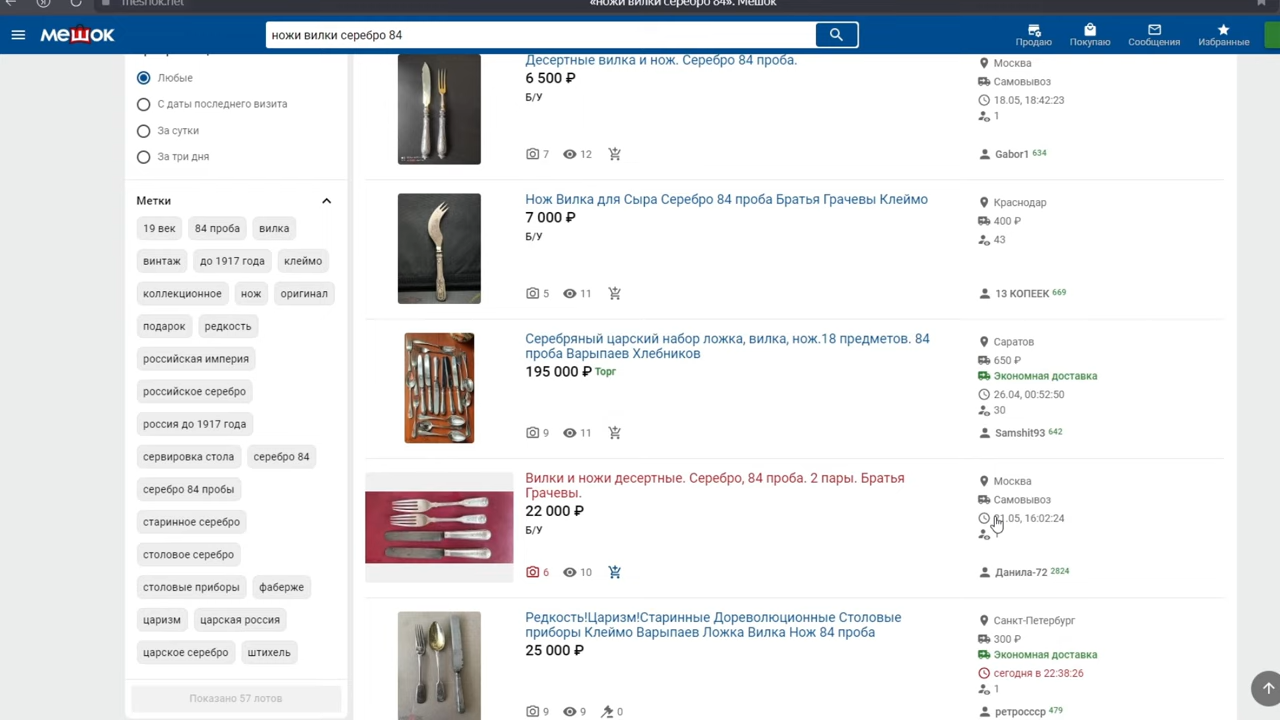 meshok.net
«ножи вилки серебро 84». Мешок
мешок
ножи вилки серебро 84
Продаю
Покупаю
Сообщения
Избранные
Любые
С даты последнего визита
За сутки
За три дня
Метки
19 век
84 проба
вилка
винтаж
до 1917 года
клеймо
коллекционное
нож
оригинал
подарок
редкость
российская империя
российское серебро
россия до 1917 года
сервировка стола
серебро 84
серебро 84 пробы
старинное серебро
столовое серебро
столовые приборы
фаберже
царизм
царская россия
царское серебро
штихель
Показано 57 лотов
Десертные вилка и нож. Серебро 84 проба.
6 500 ₽
Б/У
7
12
Москва
Самовывоз
18.05, 18:42:23
1
Gabor1 634
Нож Вилка для Сыра Серебро 84 проба Братья Грачевы Клеймо
7 000 ₽
Б/У
5
11
Краснодар
400 ₽
43
13 КОПЕЕК 669
Серебряный царский набор ложка, вилка, нож.18 предметов. 84
проба Варыпаев Хлебников
195 000 ₽ Торг
9
11
Саратов
650 ₽
Экономная доставка
26.04, 00:52:50
30
Samshit93 642
Вилки и ножи десертные. Серебро, 84 проба. 2 пары. Братья
Грачевы.
22 000 ₽
Б/У
6
10
Москва
Самовывоз
1.05, 16:02:24
Данила-72 2824
Редкость!Царизм!Старинные Дореволюционные Столовые
приборы Клеймо Варыпаев Ложка Вилка Нож 84 проба
25 000 ₽
9
9
0
Санкт-Петербург
300 ₽
Экономная доставка
сегодня в 22:38:26
1
ретросссp 479